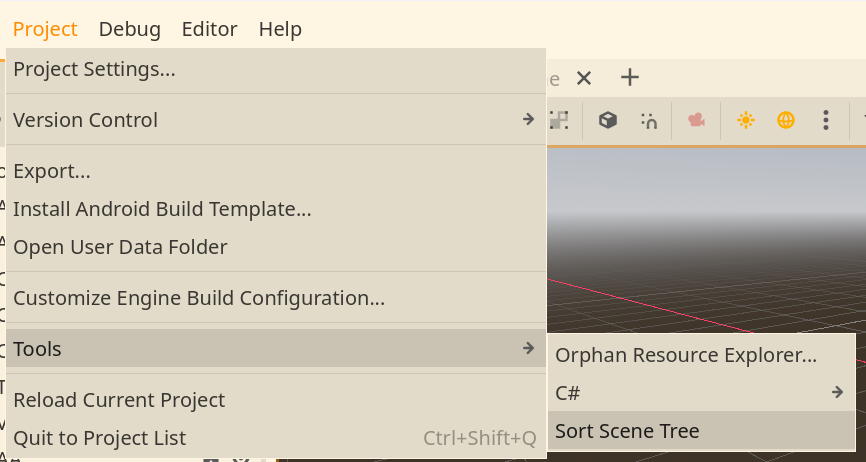 Project Debug Editor Help
Project Settings...
Version Control
Export...
Install Android Build Template...
Open User Data Folder
Customize Engine Build Configuration...
Tools
Reload Current Project
Quit to Project List Ctrl+Shift+Q
Orphan Resource Explorer...
C#
Sort Scene Tree